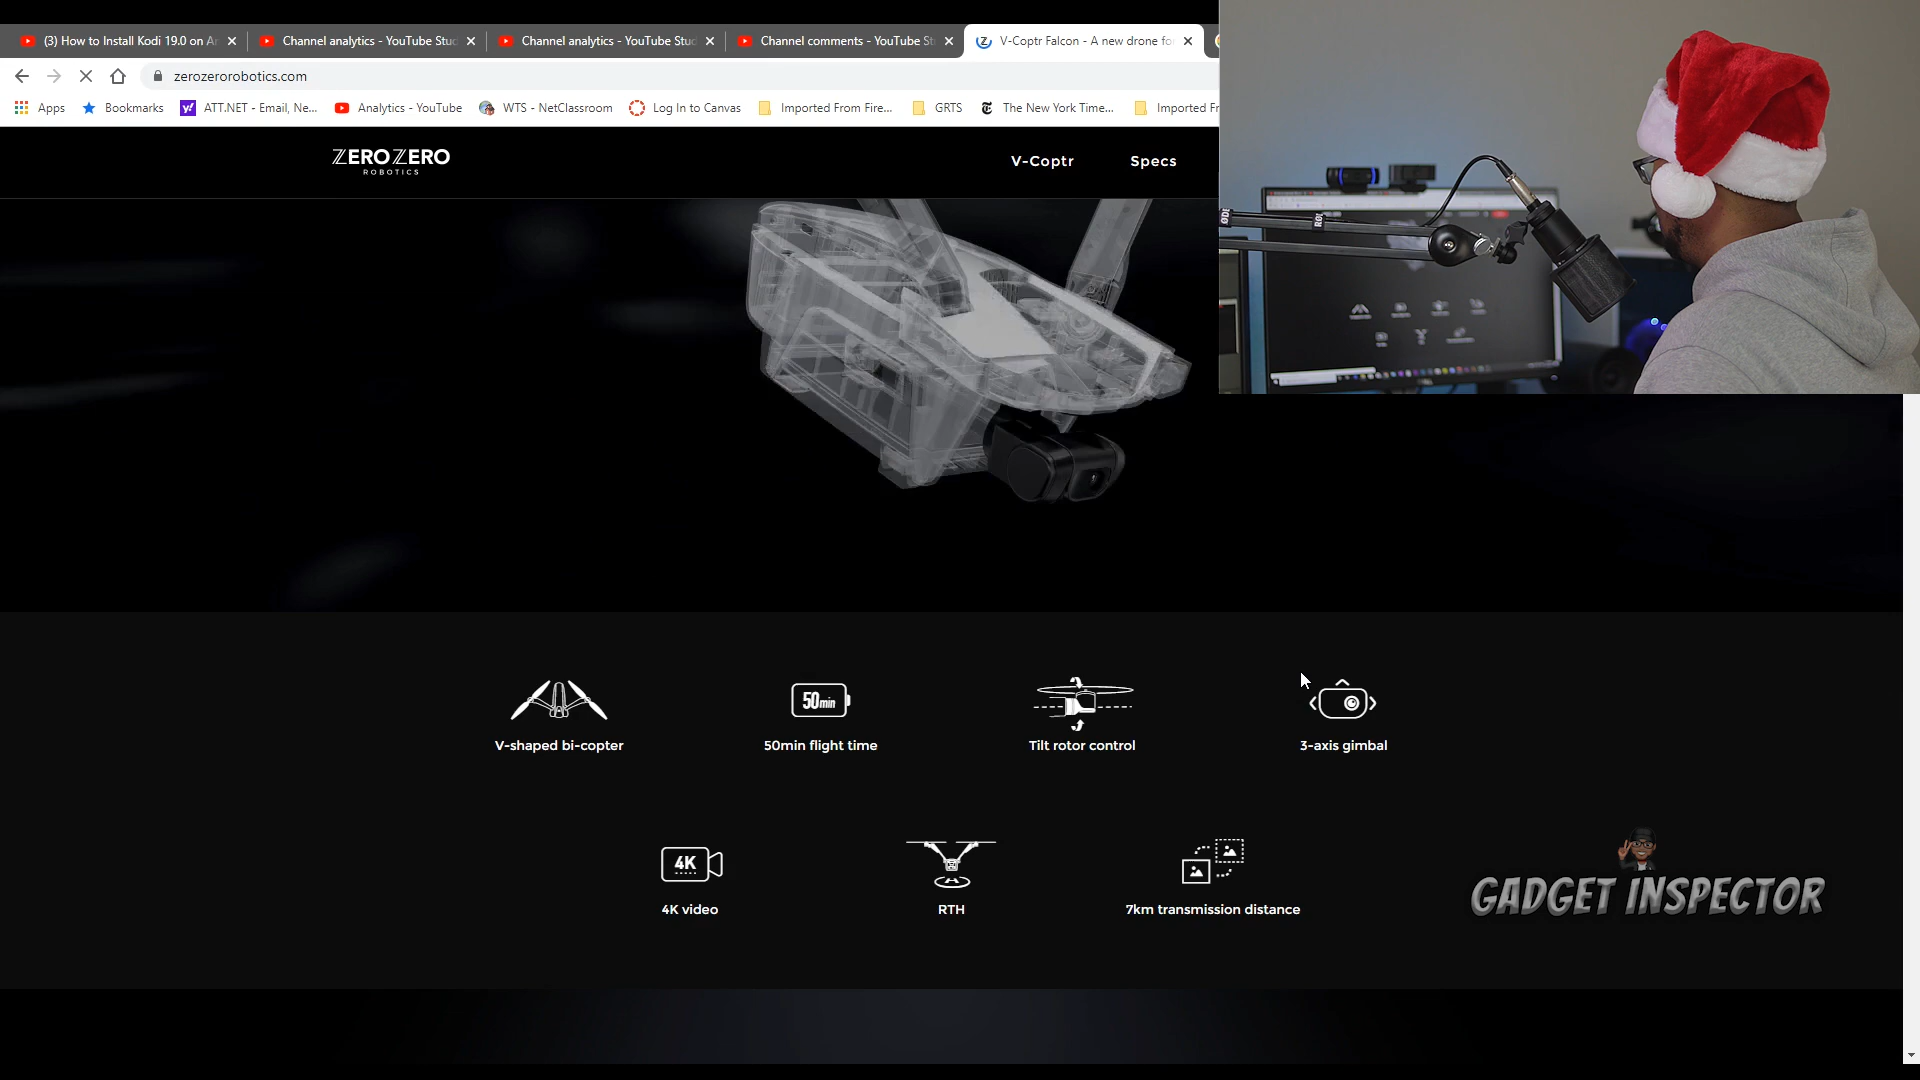 (3) How to Install Kodi 19.0 on An
Channel analytics - YouTube Stud
Channel analytics - YouTube Stud
Channel comments - YouTube St
V-Coptr Falcon - A new drone fo
zerozerorobotics.com
Apps
Bookmarks
ATT.NET - Email, Ne...
Analytics - YouTube
WTS - NetClassroom
Log In to Canvas
Imported From Fire...
GRTS
The New York Time...
Imported Fr
ZERO ZERO
ROBOTICS
V-Coptr
Specs
50min
V-shaped bi-copter
50min flight time
Tilt rotor control
3-axis gimbal
4K
4K video
RTH
7km transmission distance
GADGET INSPECTOR